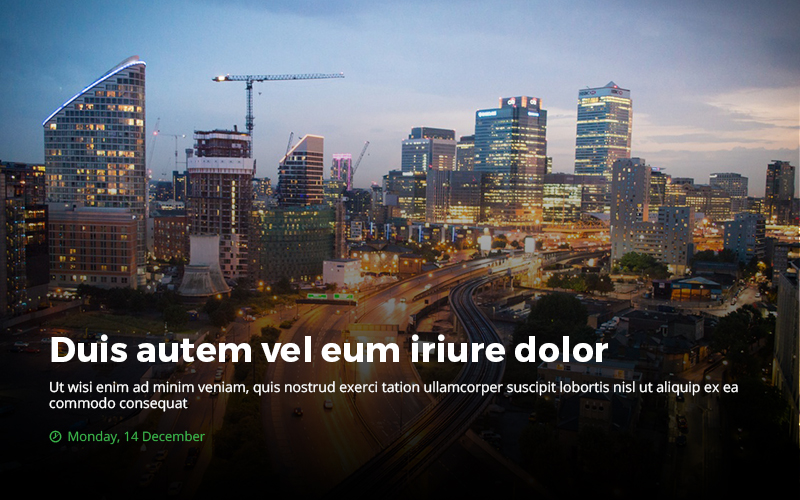 Duis autem vel eum iriure dolor
Ut wisi enim ad minim veniam, quis nostrud exerci tation ullamcorper suscipit lobortis nisl ut aliquip ex ea
commodo consequat
Monday, 14 December